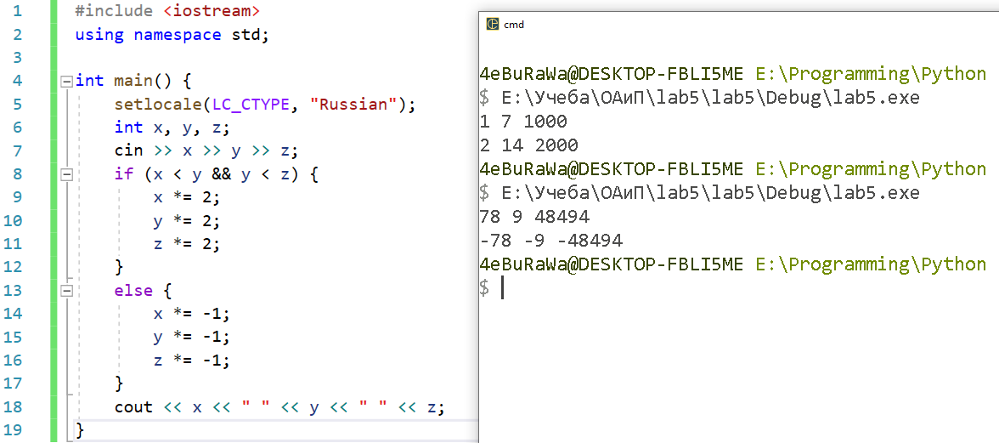 1 #include <iostream>
2 using namespace std;
3
4 int main() {
5 setlocale(LC_CTYPE, "Russian");
6 int x, y, z;
7 cin >> x >> y >> z;
8 if (x < y && y < z) {
9 x *= 2;
10 y *= 2;
11 z *= 2;
12 }
13 else {
14 x *= -1;
15 y *= -1;
16 z *= -1;
17 }
18 cout << x << " " << y << " " << z;
19 }
cmd
4eBuRaWa@DESKTOP-FBLI5ME E:\Programming\Python
$ E:\Учеба\ОАиП\lab5\lab5\Debug\lab5.exe
1 7 1000
2 14 2000
4eBuRaWa@DESKTOP-FBLI5ME E:\Programming\Python
$ E:\Учеба\ОАиП\lab5\lab5\Debug\lab5.exe
78 9 48494
-78 -9 -48494
4eBuRaWa@DESKTOP-FBLI5ME E:\Programming\Python
$